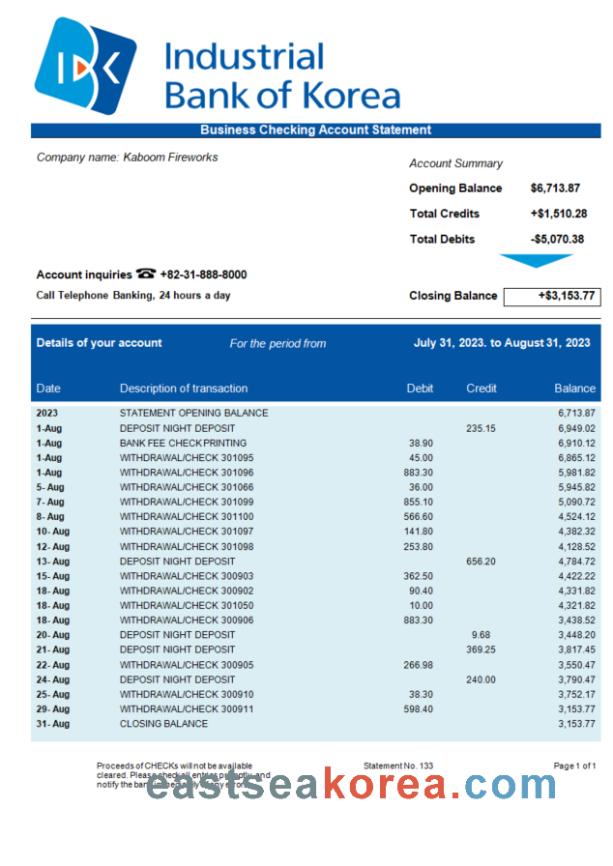 IBK
Industrial
Bank of Korea
Business Checking Account Statement
Company name: Kaboom Fireworks
Account Summary
Opening Balance $6,713.87
Total Credits +$1,510.28
Total Debits -$5,070.38
Account inquiries ☎ +82-31-888-8000
Call Telephone Banking, 24 hours a day
Closing Balance +$3,153.77
Details of your account For the period from July 31, 2023. to August 31, 2023
Date Description of transaction Debit Credit Balance
2023 STATEMENT OPENING BALANCE 6,713.87
1-Aug DEPOSIT NIGHT DEPOSIT 235.15 6,949.02
1-Aug BANK FEE CHECK PRINTING 38.90 6,910.12
1-Aug WITHDRAWAL/CHECK 301095 45.00 6,865.12
1-Aug WITHDRAWAL/CHECK 301096 883.30 5,981.82
5-Aug WITHDRAWAL/CHECK 301066 36.00 5,945.82
7- Aug WITHDRAWAL/CHECK 301099 855.10 5,090.72
8- Aug WITHDRAWAL/CHECK 301100 566.60 4,524.12
10- Aug WITHDRAWAL/CHECK 301097 141.80 4,382.32
12- Aug WITHDRAWAL/CHECK 301098 253.80 4,128.52
13- Aug DEPOSIT NIGHT DEPOSIT 656.20 4,784.72
15- Aug WITHDRAWAL/CHECK 300903 362.50 4,422.22
18- Aug WITHDRAWAL/CHECK 300902 90.40 4,331.82
18- Aug WITHDRAWAL/CHECK 301050 10.00 4,321.82
18- Aug WITHDRAWAL/CHECK 300906 883.30 3,438.52
20- Aug DEPOSIT NIGHT DEPOSIT 9.68 3,448.20
21- Aug DEPOSIT NIGHT DEPOSIT 369.25 3,817.45
22- Aug WITHDRAWAL/CHECK 300905 266.98 3,550.47
24- Aug DEPOSIT NIGHT DEPOSIT 240.00 3,790.47
25- Aug WITHDRAWAL/CHECK 300910 38.30 3,752.17
29- Aug WITHDRAWAL/CHECK 300911 598.40 3,153.77
31- Aug CLOSING BALANCE 3,153.77
Proceeds of CHECKs will not be available Statement No. 133 Page 1 of 1
cleared. Please check all entries promptly and
notify the bank immediately of any errors
eastseakorea.com